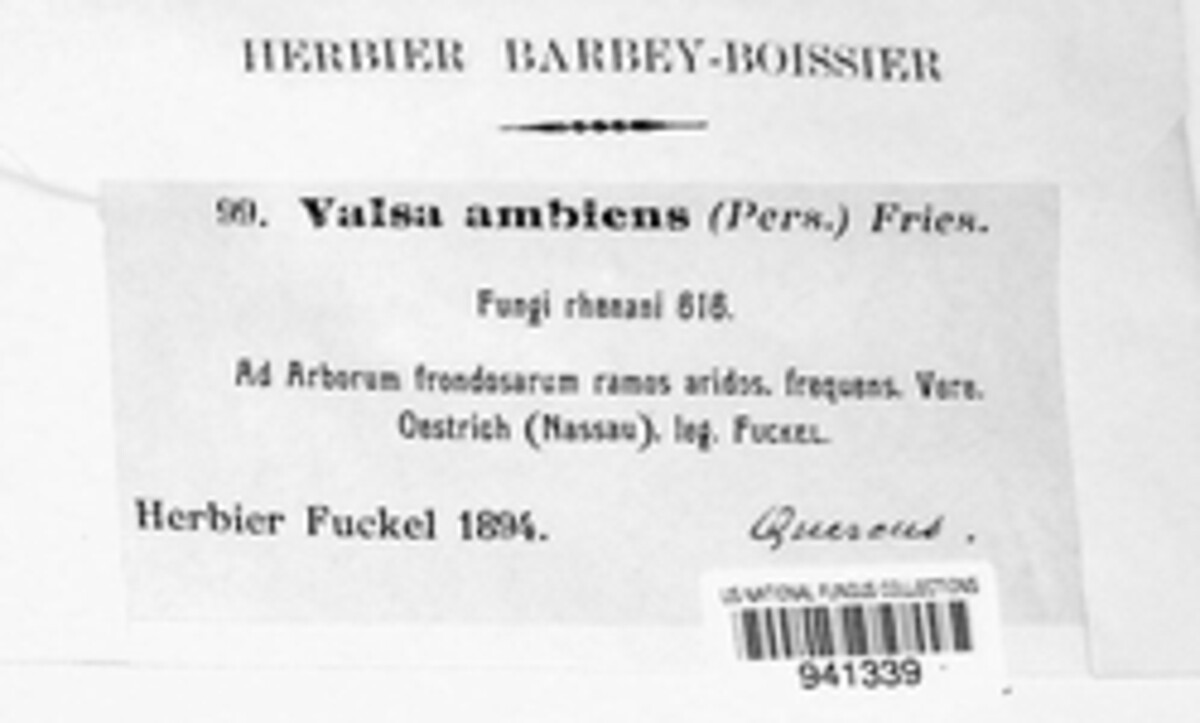 HERBIER BARBEY-BOISSIER
99. Valsa ambiens (Pers.) Fries.
Fungi rhenani 616.
Ad Arborum frondosarum ramos aridos. frequens. Vere.
Oestrich (Nassau). leg. FUCKEL.
Herbier Fuckel 1894.
Quercus.
US NATIONAL FUNGUS COLLECTIONS
941339